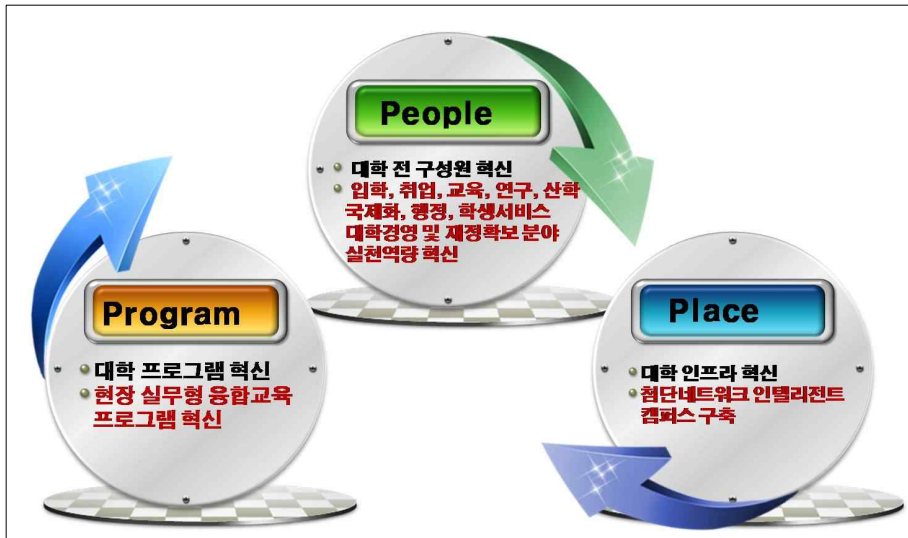 People
대학 전 구성원 혁신
입학, 취업, 교육, 연구, 산학
국제화, 행정, 학생서비스
대학경영 및 재정확보 분야
실천역량 혁신
Program
대학 프로그램 혁신
현장 실무형 융합교육
프로그램 혁신
Place
대학 인프라 혁신
첨단네트워크 인텔리전트
캠퍼스 구축